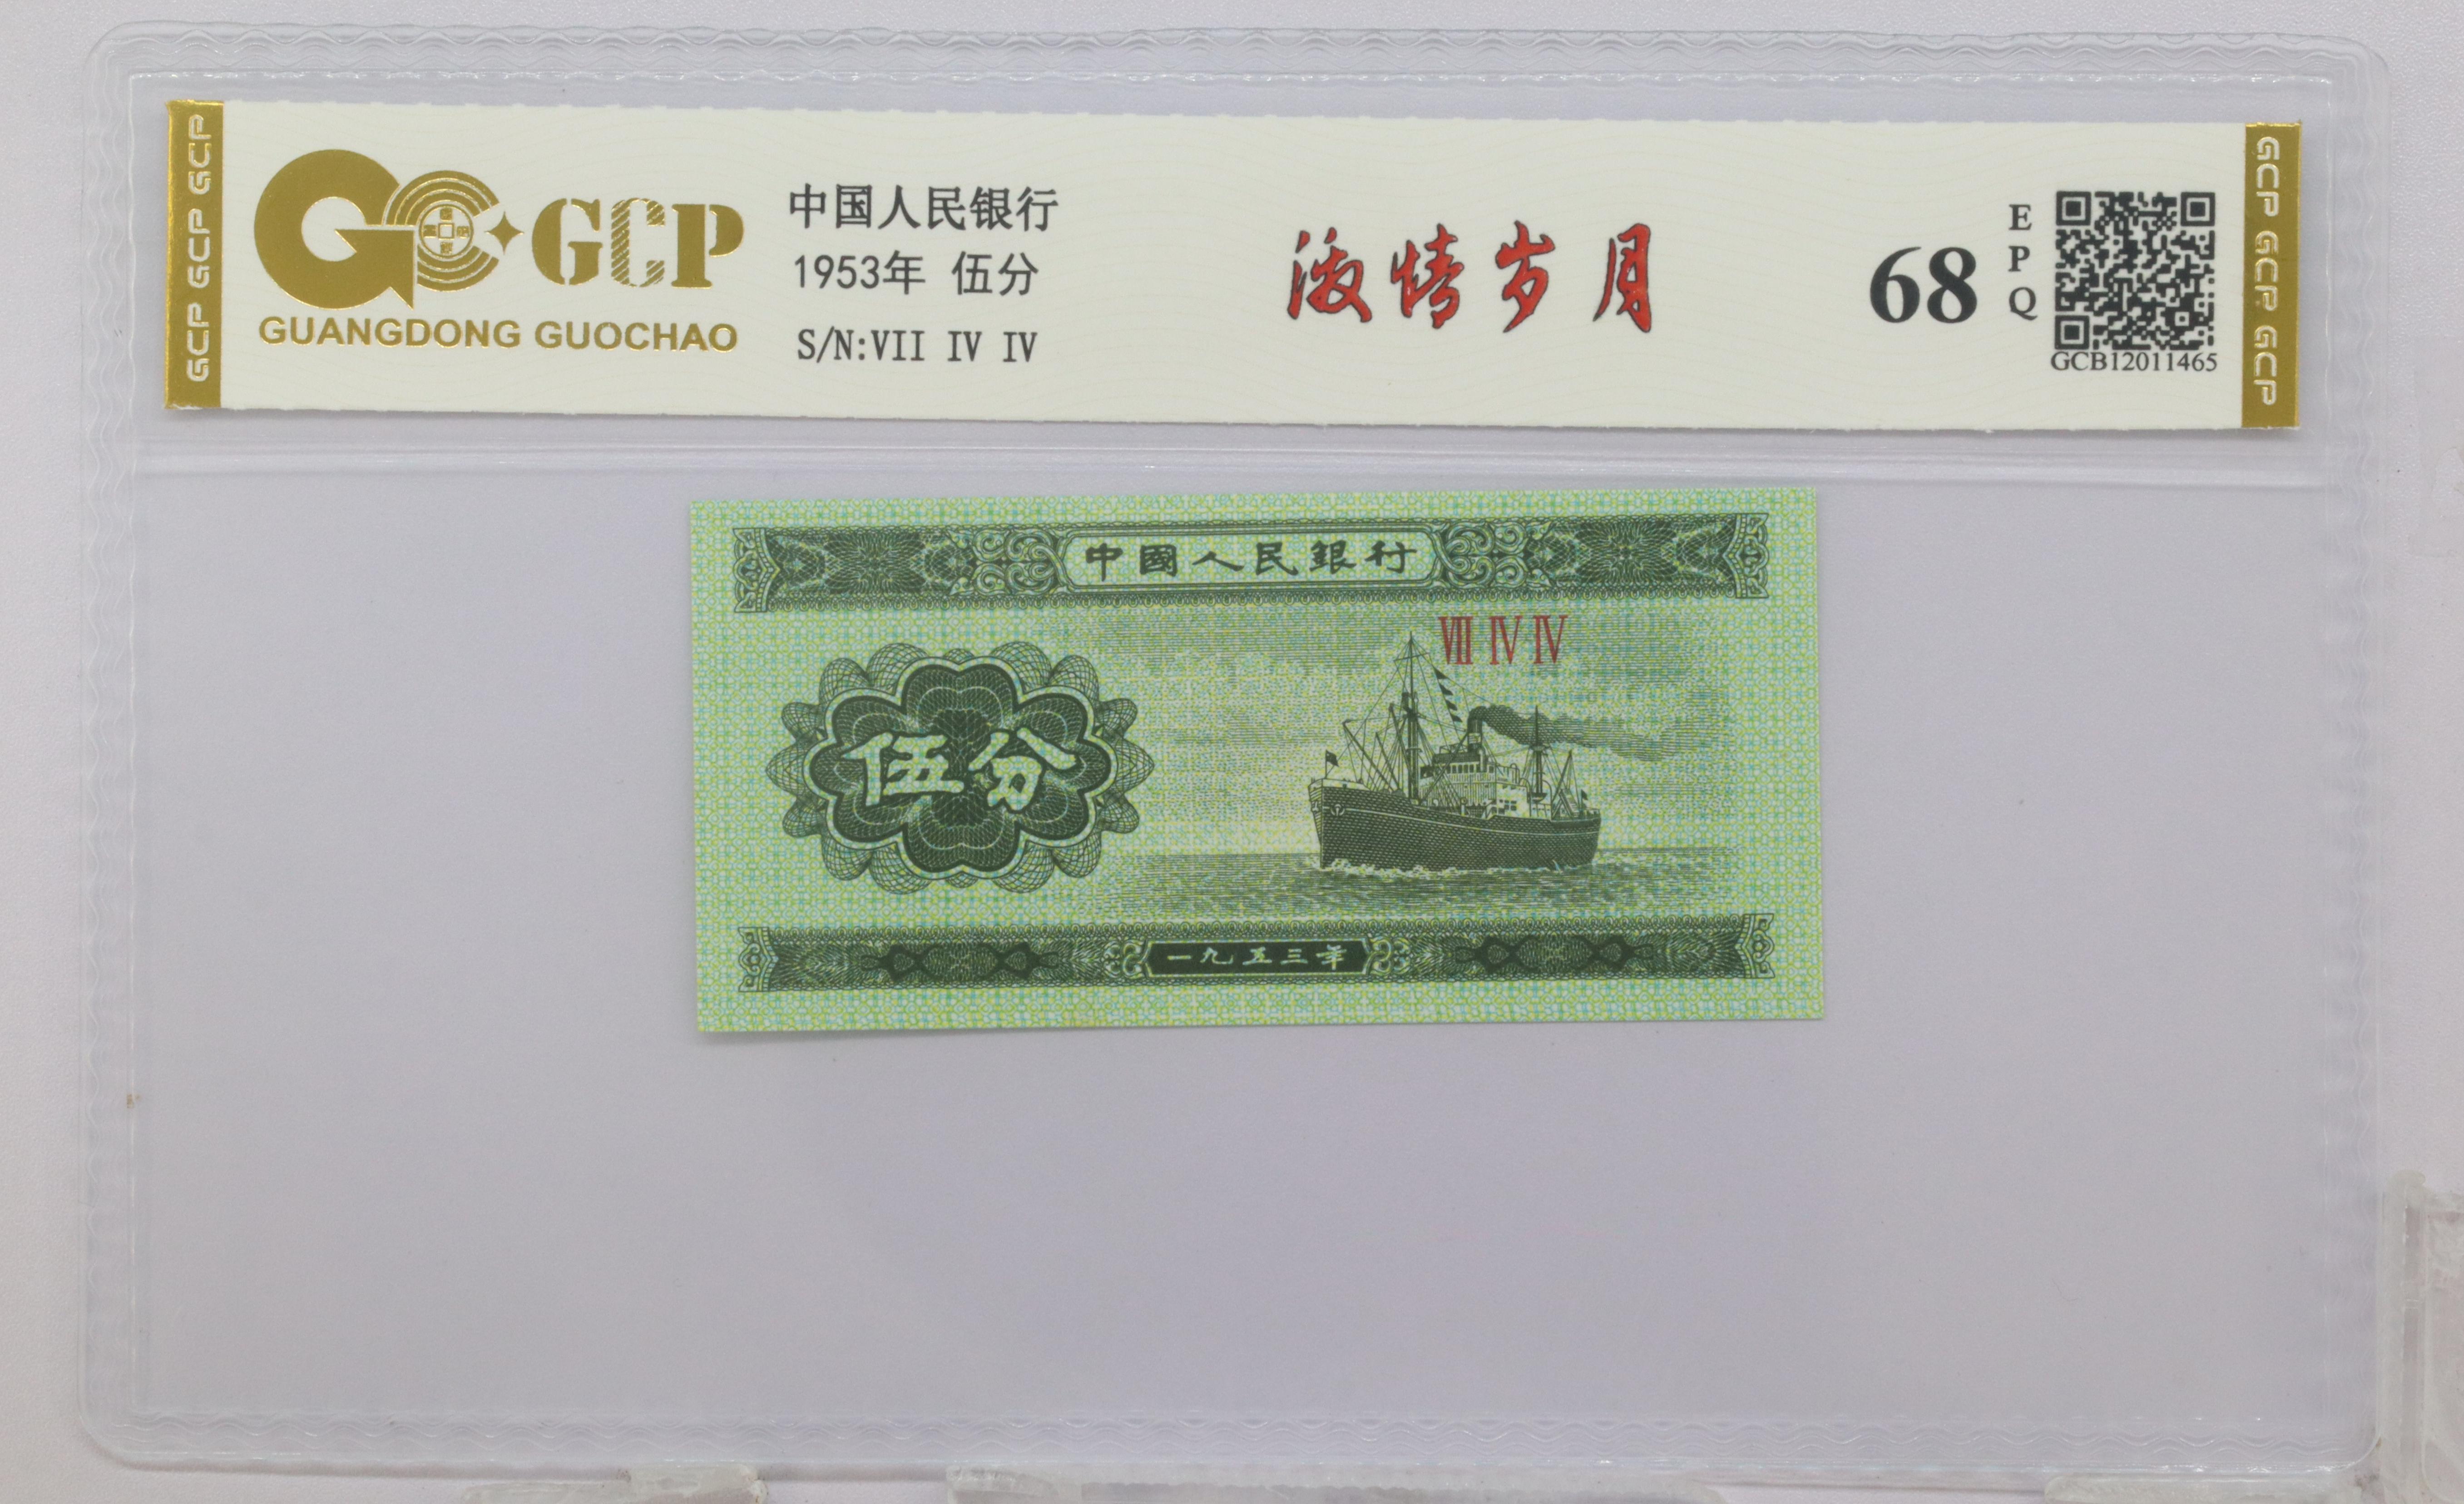 GCP GCP GCP
GCP
GUANGDONG GUOCHAO
中国人民银行
1953年 伍分
S/N:VII IV IV
激情岁月
68
EPQ
GCB12011465
GCP GCP GCP
中國人民銀行
VIII IV IV
伍分
一九五三年